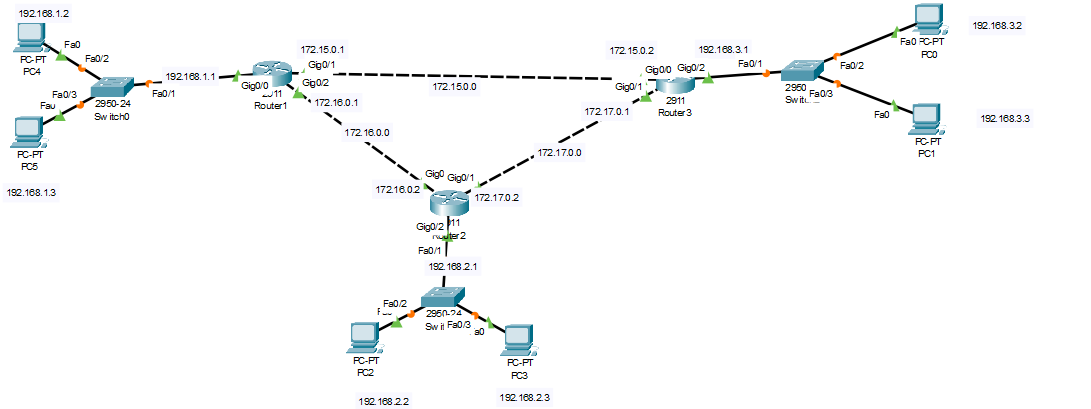 192.168.1.2
PC-PT
PC4
Fa0
Fa0/2
2950-24
Switch0
Fa0/3
Fa0/1
PC-PT
PC5
192.168.1.3
192.168.1.1
Gig0/0
Router1
172.15.0.1
Gig0/1
Gig0/2
172.16.0.1
172.15.0.0
172.16.0.0
172.15.0.2
Gig0/0
Gig0/1
192.168.3.1
Gig0/2
2911
Router3
172.17.0.1
172.17.0.0
Fa0/1
2950
Fa0/2
Fa0/3
Fa0
PC-PT
PC0
192.168.3.2
Fa0
PC-PT
PC1
192.168.3.3
172.16.0.2
Gig0
Gig0/1
172.17.0.2
Gig0/2
Fa0/1
192.168.2.1
Fa0/2
2950-24
Fa0/3
PC-PT
PC2
192.168.2.2
PC-PT
PC3
192.168.2.3